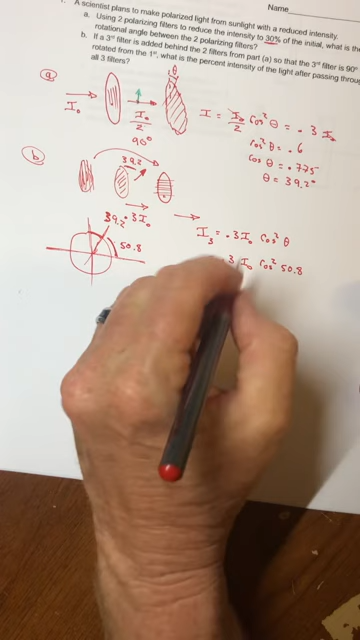 Name
A scientist plans to make polarized light from sunlight with a reduced intensity.
a. Using 2 polarizing filters to reduce the intensity to 30% of the initial, what is the
rotational angle between the 2 polarizing filters?
b. If a 3rd filter is added behind the 2 filters from part (a) so that the 3rd filter is 90°
rotated from the 1st, what is the percent intensity of the light after passing through
all 3 filters?
a
θ
I₀
I₀/2
90°
I = I₀/2 cos²θ = .3 I₀
cos²θ = .6
cos θ = .775
θ = 39.2°
b
39.2
.3 I₀
39.2
50.8
I₃ = .3 I₀ cos²θ
3 I₀ cos² 50.8